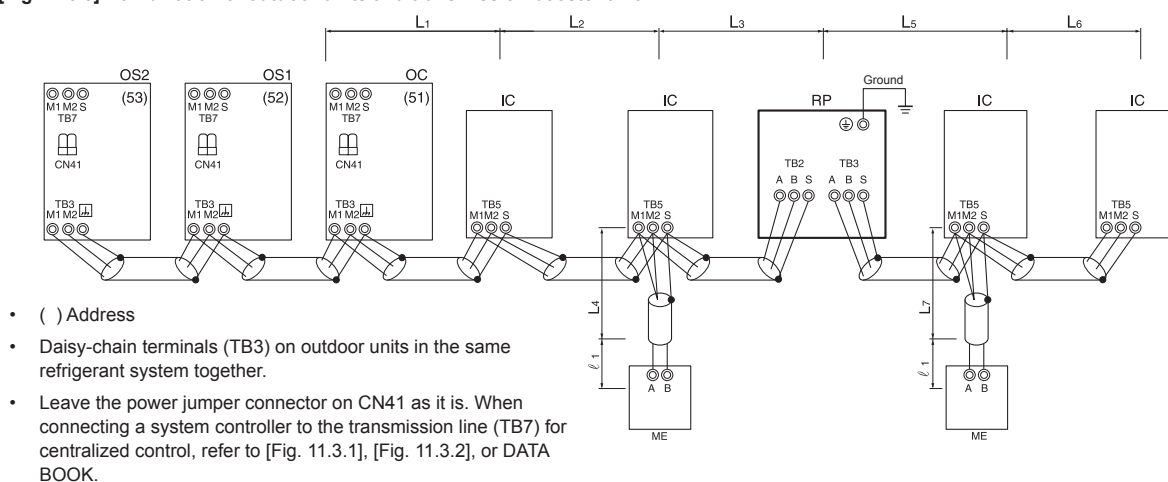 L1 L2 L3 L5 L6
OS2 OS1 OC Ground
(53) (52) (51) IC IC RP IC IC
M1 M2 S M1 M2 S M1 M2 S
TB7 TB7 TB7
CN41 CN41 CN41
TB2 TB3
A B S A B S
TB3 TB3 TB3 TB5 TB5 TB5 TB5
M1 M2 M1 M2 M1 M2 M1M2 S M1M2 S M1M2 S M1M2 S
L4 L7
ℓ 1 ℓ 1
A B A B
ME ME
• ( ) Address
• Daisy-chain terminals (TB3) on outdoor units in the same
refrigerant system together.
• Leave the power jumper connector on CN41 as it is. When
connecting a system controller to the transmission line (TB7) for
centralized control, refer to [Fig. 11.3.1], [Fig. 11.3.2], or DATA
BOOK.